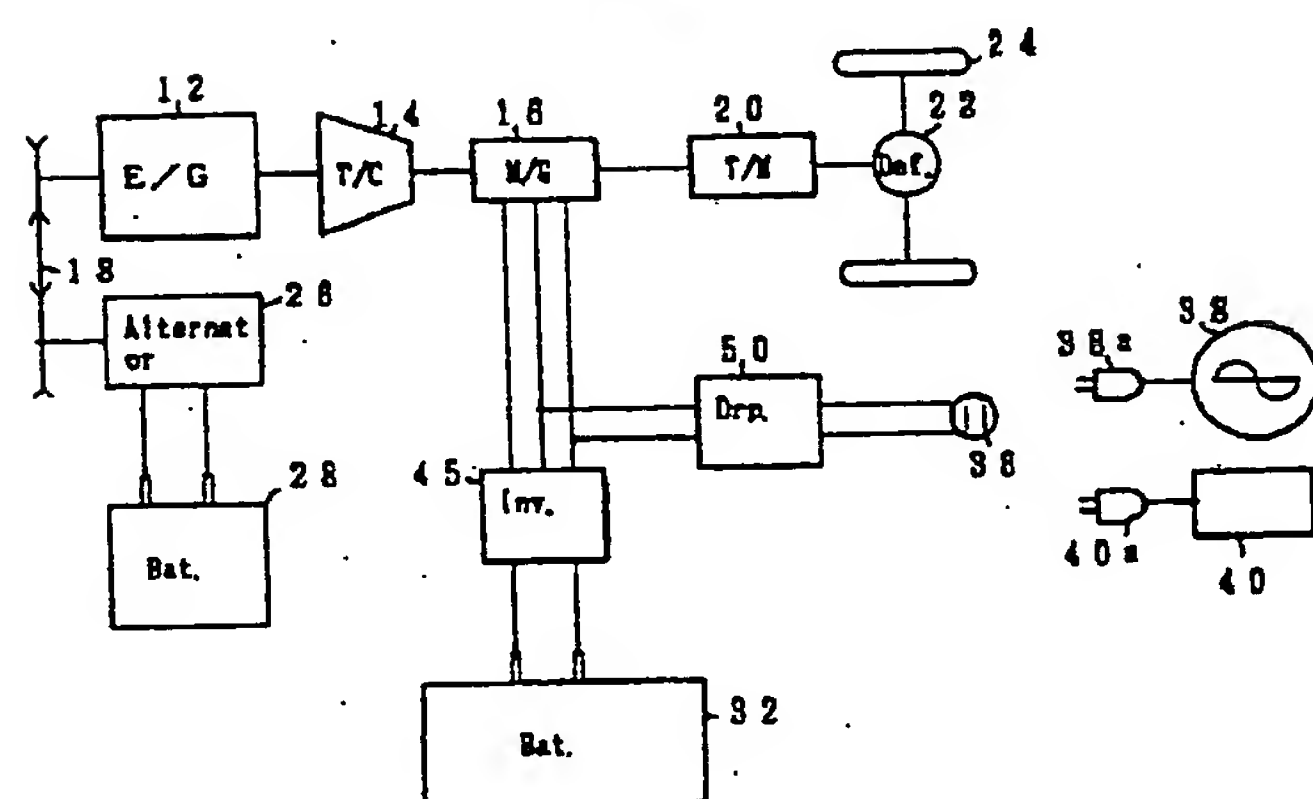 12
E/G
14
T/C
16
M/G
20
T/M
24
22
Def.
18
26
Alternat
or
28
Bat.
50
Drp.
36
38a
38
40a
40
45
Inv.
32
Bat.